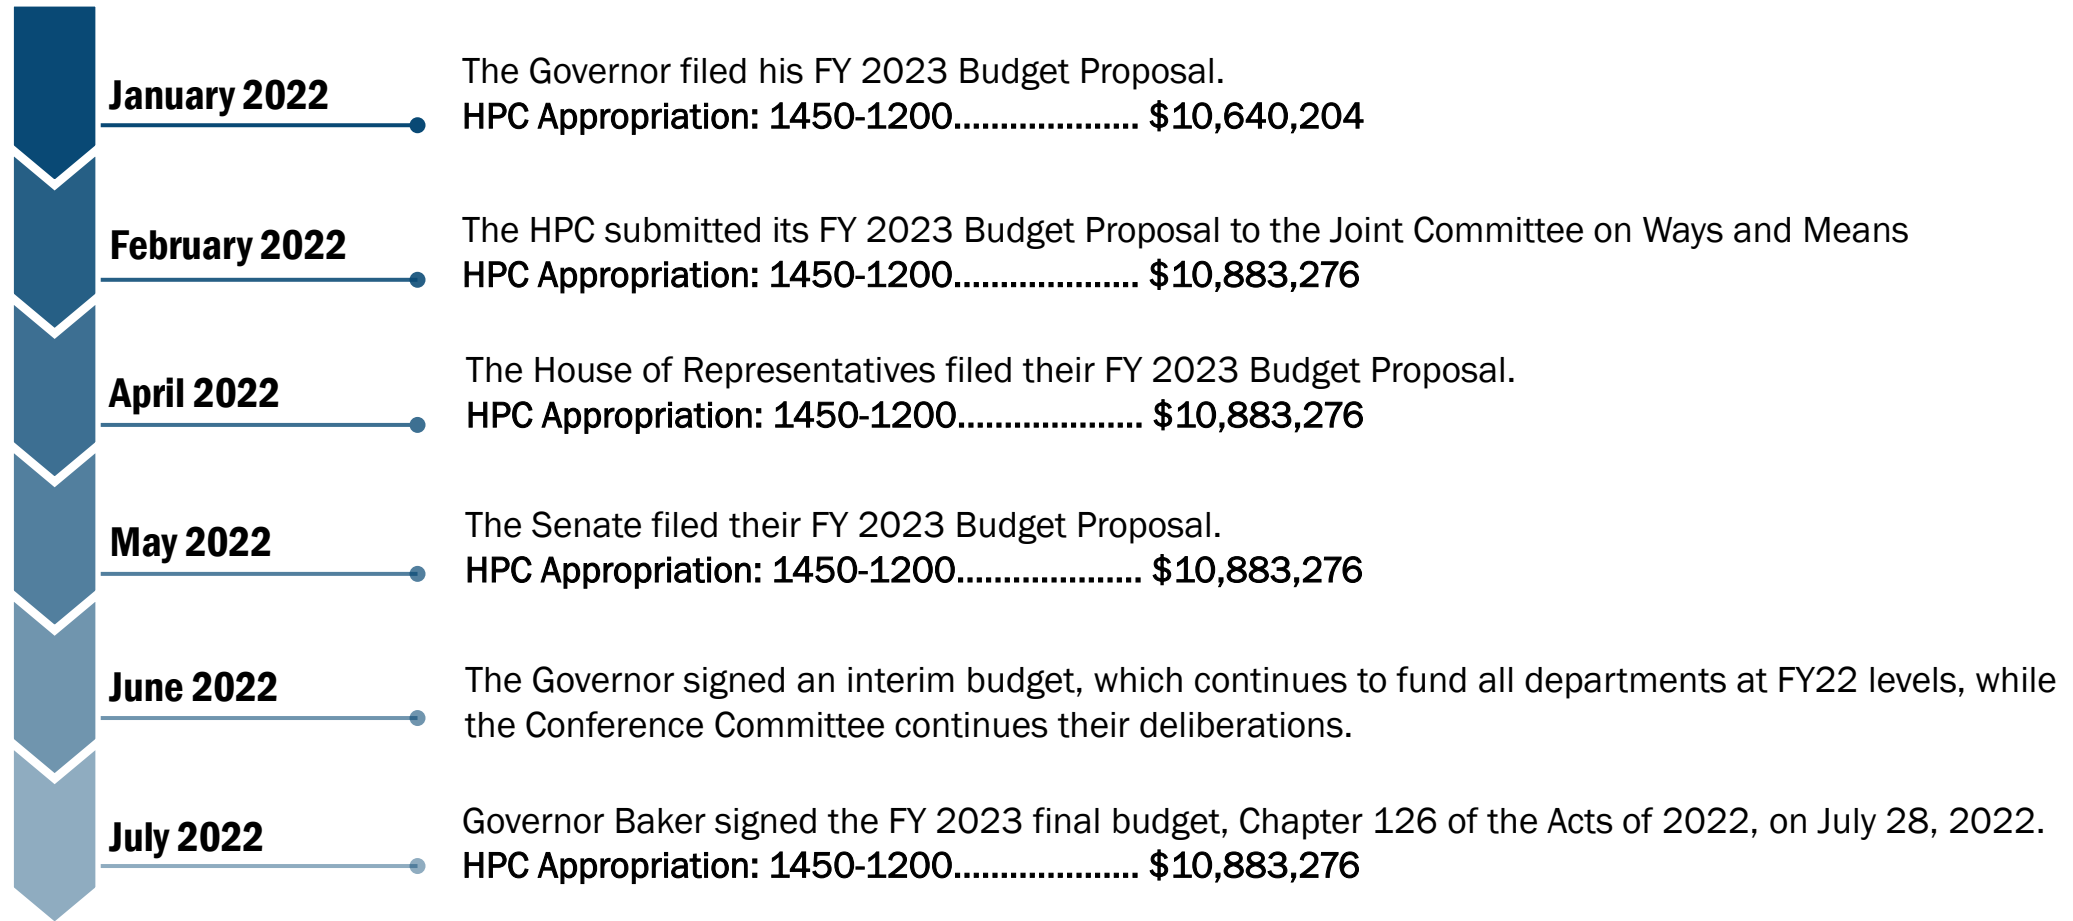 January 2022
The Governor filed his FY 2023 Budget Proposal.
HPC Appropriation: 1450-1200.................... $10,640,204
February 2022
The HPC submitted its FY 2023 Budget Proposal to the Joint Committee on Ways and Means
HPC Appropriation: 1450-1200.................... $10,883,276
April 2022
The House of Representatives filed their FY 2023 Budget Proposal.
HPC Appropriation: 1450-1200.................... $10,883,276
May 2022
The Senate filed their FY 2023 Budget Proposal.
HPC Appropriation: 1450-1200.................... $10,883,276
June 2022
The Governor signed an interim budget, which continues to fund all departments at FY22 levels, while
the Conference Committee continues their deliberations.
July 2022
Governor Baker signed the FY 2023 final budget, Chapter 126 of the Acts of 2022, on July 28, 2022.
HPC Appropriation: 1450-1200.................... $10,883,276